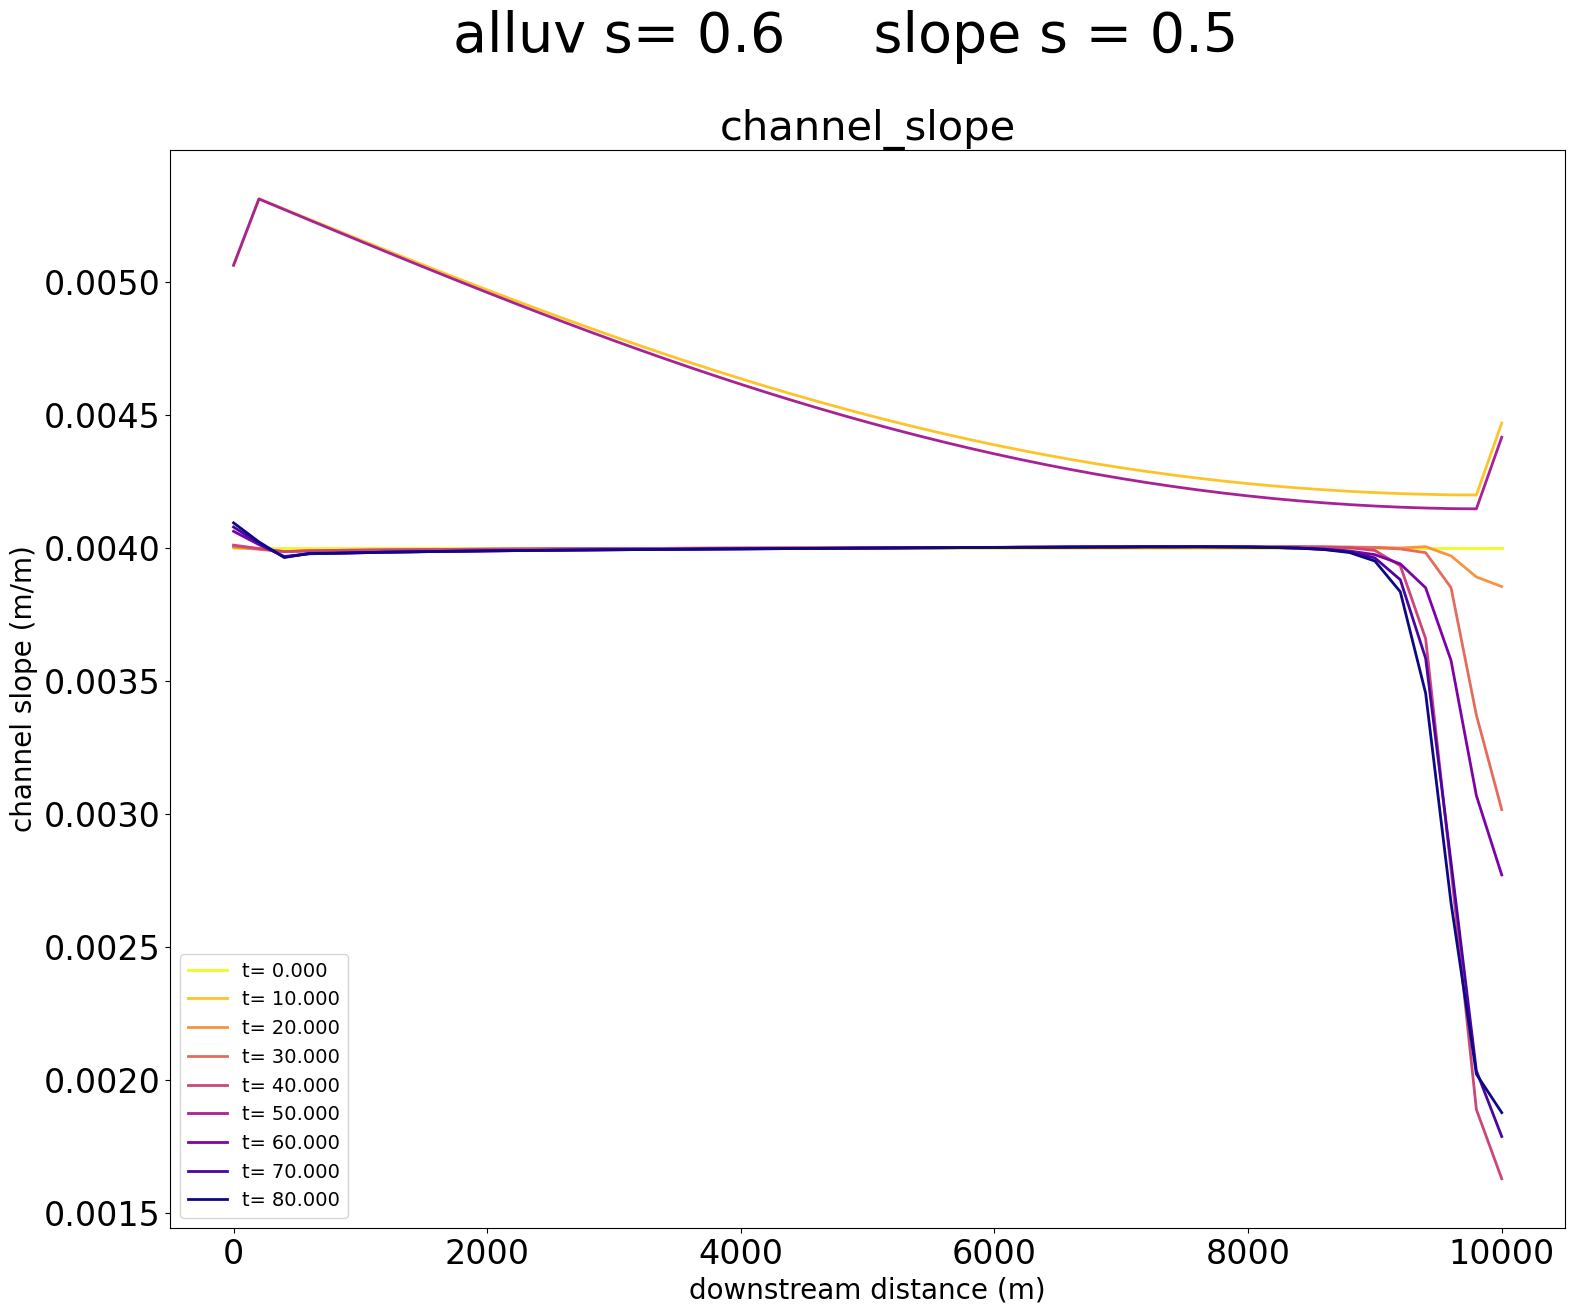 alluv s= 0.6 slope s = 0.5
channel_slope
channel slope (m/m)
0.0050
0.0045
0.0040
0.0035
0.0030
0.0025
0.0020
0.0015
t= 0.000
t= 10.000
t= 20.000
t= 30.000
t= 40.000
t= 50.000
t= 60.000
t= 70.000
t= 80.000
0 2000 4000 6000 8000 10000
downstream distance (m)